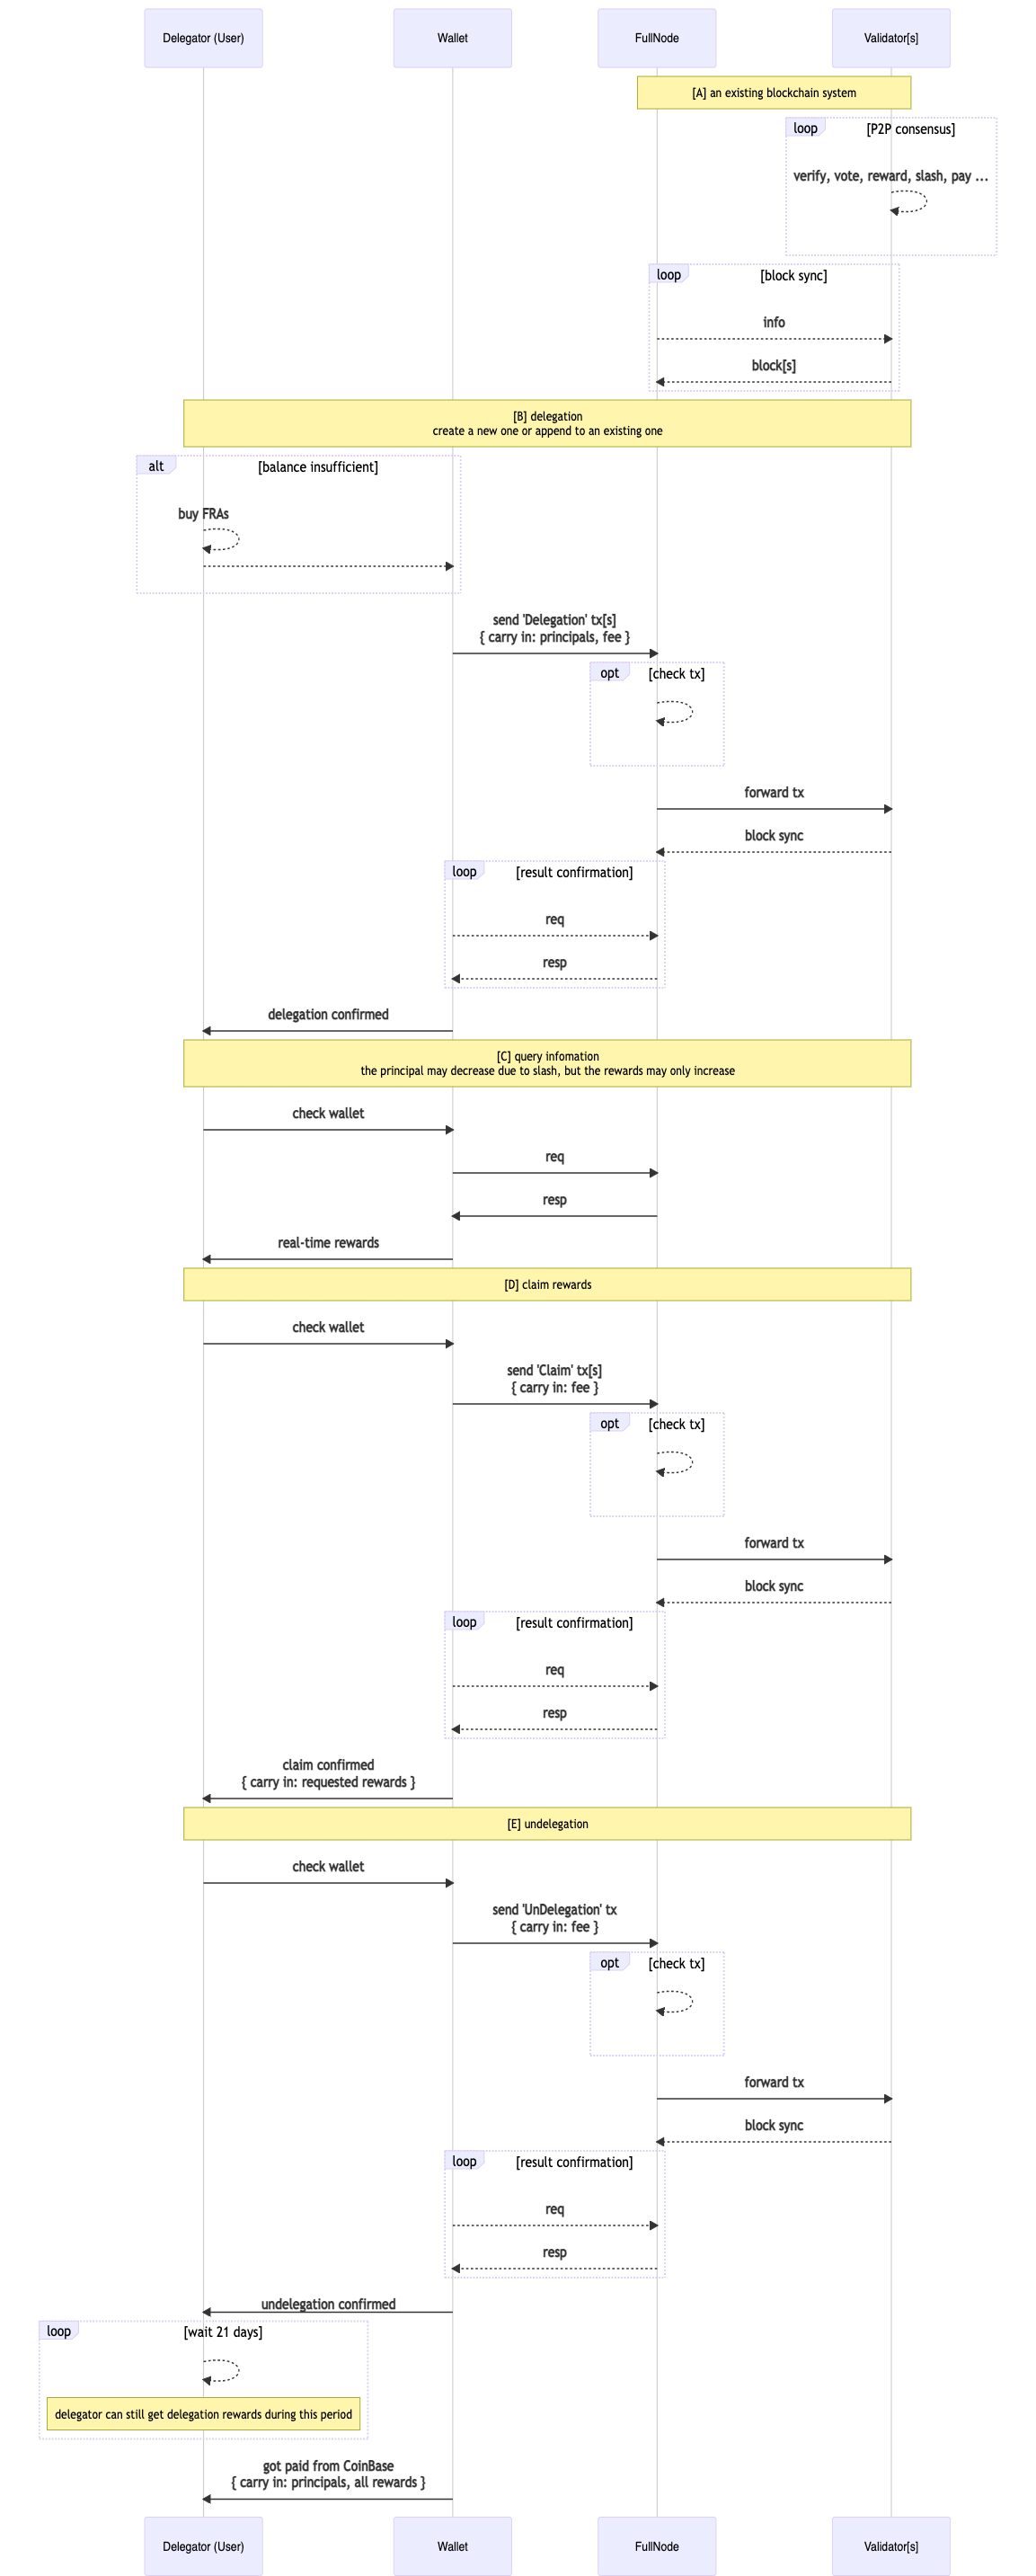 Delegator (User)
Wallet
FullNode
Validator[s]
[A] an existing blockchain system
loop
[P2P consensus]
verify, vote, reward, slash, pay ...
loop
[block sync]
info
block[s]
[B] delegation
create a new one or append to an existing one
alt
[balance insufficient]
buy FRAs
send 'Delegation' tx[s]
{ carry in: principals, fee }
opt
[check tx]
forward tx
block sync
loop
[result confirmation]
req
resp
delegation confirmed
[C] query infomation
the principal may decrease due to slash, but the rewards may only increase
check wallet
req
resp
real-time rewards
[D] claim rewards
check wallet
send 'Claim' tx[s]
{ carry in: fee }
opt
[check tx]
forward tx
block sync
loop
[result confirmation]
req
resp
claim confirmed
{ carry in: requested rewards }
[E] undelegation
check wallet
send 'UnDelegation' tx
{ carry in: fee }
opt
[check tx]
forward tx
block sync
loop
[result confirmation]
req
resp
undelegation confirmed
loop
[wait 21 days]
delegator can still get delegation rewards during this period
got paid from CoinBase
{ carry in: principals, all rewards }
Delegator (User)
Wallet
FullNode
Validator[s]